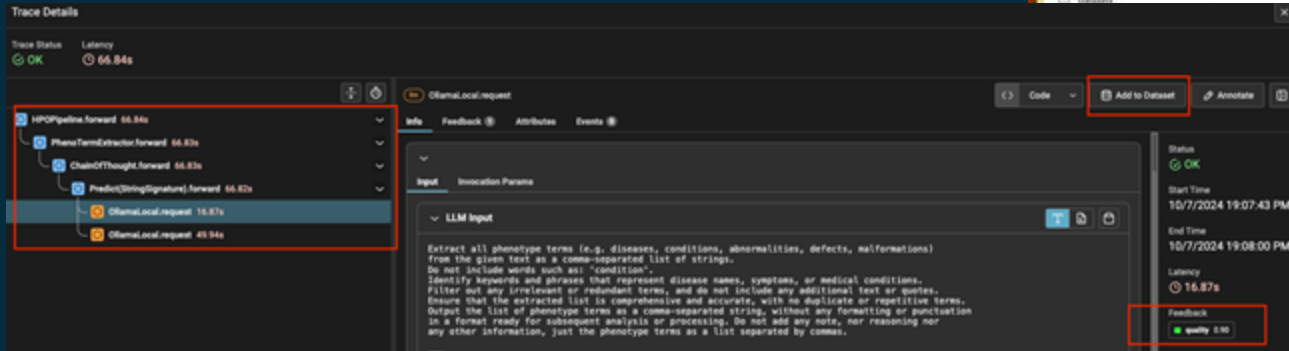 Trace Details
Trace Status Latency
OK 66.84s
HPOPipeline.forward 66.84s
PhenoTermExtractor.forward 66.83s
ChainOfThought.forward 66.83s
Predict(StringSignature).forward 66.82s
OllamaLocal.request 16.87s
OllamaLocal.request 49.94s
OllamaLocal.request
Code
Add to Dataset
Annotate
Info Feedback 1 Attributes Events
Input Invocation Params
LLM Input
Extract all phenotype terms (e.g. diseases, conditions, abnormalities, defects, malformations)
from the given text as a comma-separated list of strings.
Do not include words such as: 'condition'.
Identify keywords and phrases that represent disease names, symptoms, or medical conditions.
Filter out any irrelevant or redundant terms, and do not include any additional text or quotes.
Ensure that the extracted list is comprehensive and accurate, with no duplicate or repetitive terms.
Output the list of phenotype terms as a comma-separated string, without any formatting or punctuation
in a format ready for subsequent analysis or processing. Do not add any note, nor reasoning nor
any other information, just the phenotype terms as a list separated by commas.
Status
OK
Start Time
10/7/2024 19:07:43 PM
End Time
10/7/2024 19:08:00 PM
Latency
16.87s
Feedback
quality 0.90